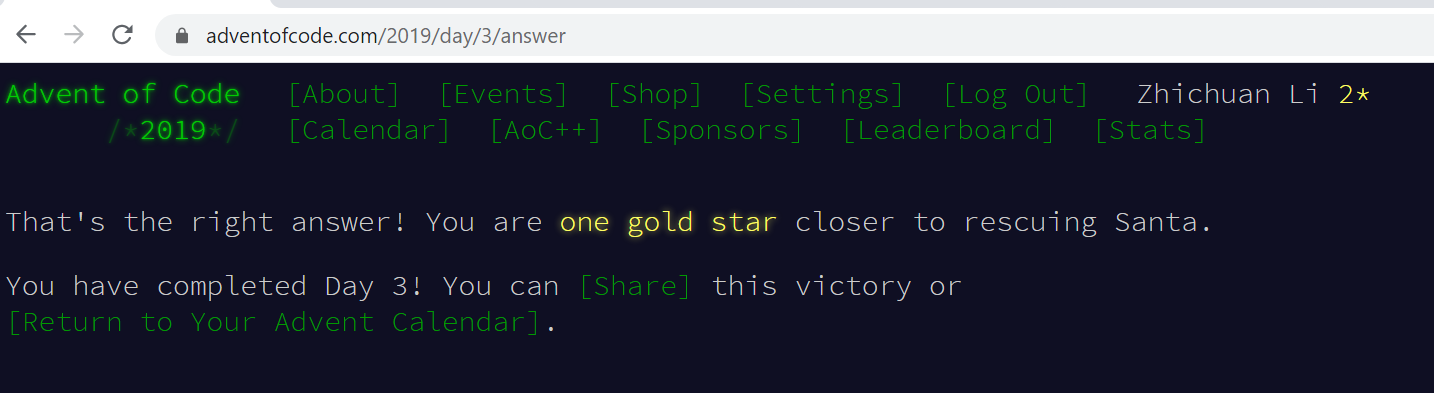 adventofcode.com/2019/day/3/answer
Advent of Code [About] [Events] [Shop] [Settings] [Log Out] Zhichuan Li 2*
/*2019*/ [Calendar] [AoC++] [Sponsors] [Leaderboard] [Stats]
That's the right answer! You are one gold star closer to rescuing Santa.
You have completed Day 3! You can [Share] this victory or
[Return to Your Advent Calendar].